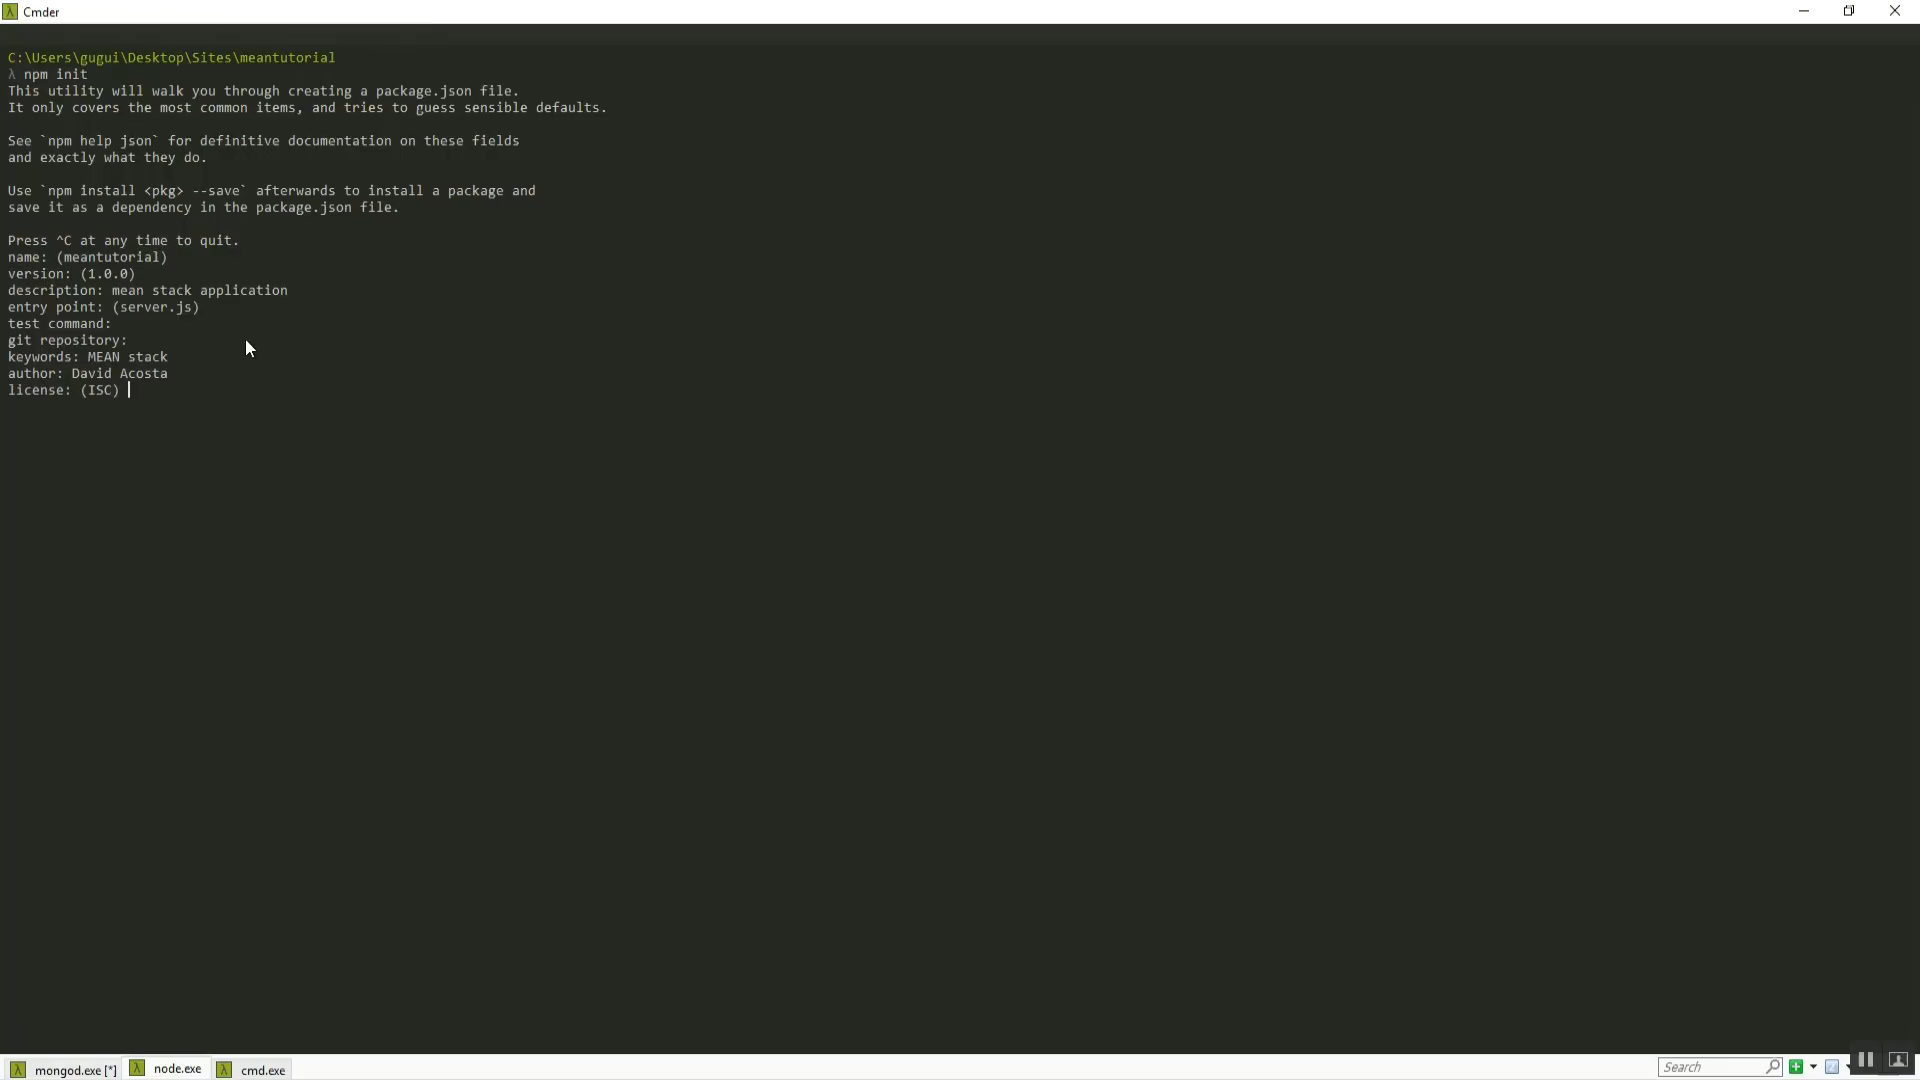 Cmder
C:\Users\gugui\Desktop\Sites\meantutorial
λ npm init
This utility will walk you through creating a package.json file.
It only covers the most common items, and tries to guess sensible defaults.
See `npm help json` for definitive documentation on these fields
and exactly what they do.
Use `npm install <pkg> --save` afterwards to install a package and
save it as a dependency in the package.json file.
Press ^C at any time to quit.
name: (meantutorial)
version: (1.0.0)
description: mean stack application
entry point: (server.js)
test command:
git repository:
keywords: MEAN stack
author: David Acosta
license: (ISC)
mongod.exe [*] node.exe cmd.exe Search